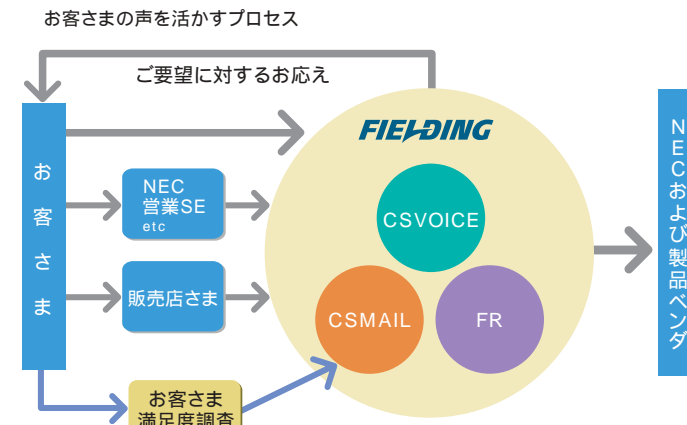 お客さまの声を活かすプロセス
ご要望に対するお応え
FIELDING
お客さま
NEC
営業SE
etc
販売店さま
お客さま
満足度調査
CSVOICE
CSMAIL
FR
NECおよび製品ベンダ